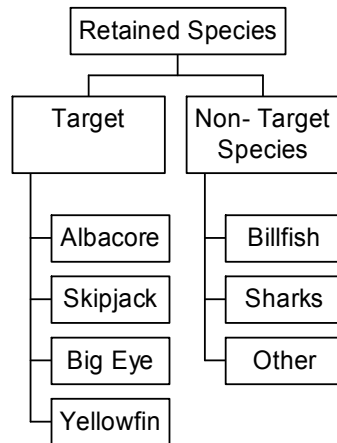 Retained Species
Target
Non- Target
Species
Albacore
Skipjack
Big Eye
Yellowfin
Billfish
Sharks
Other